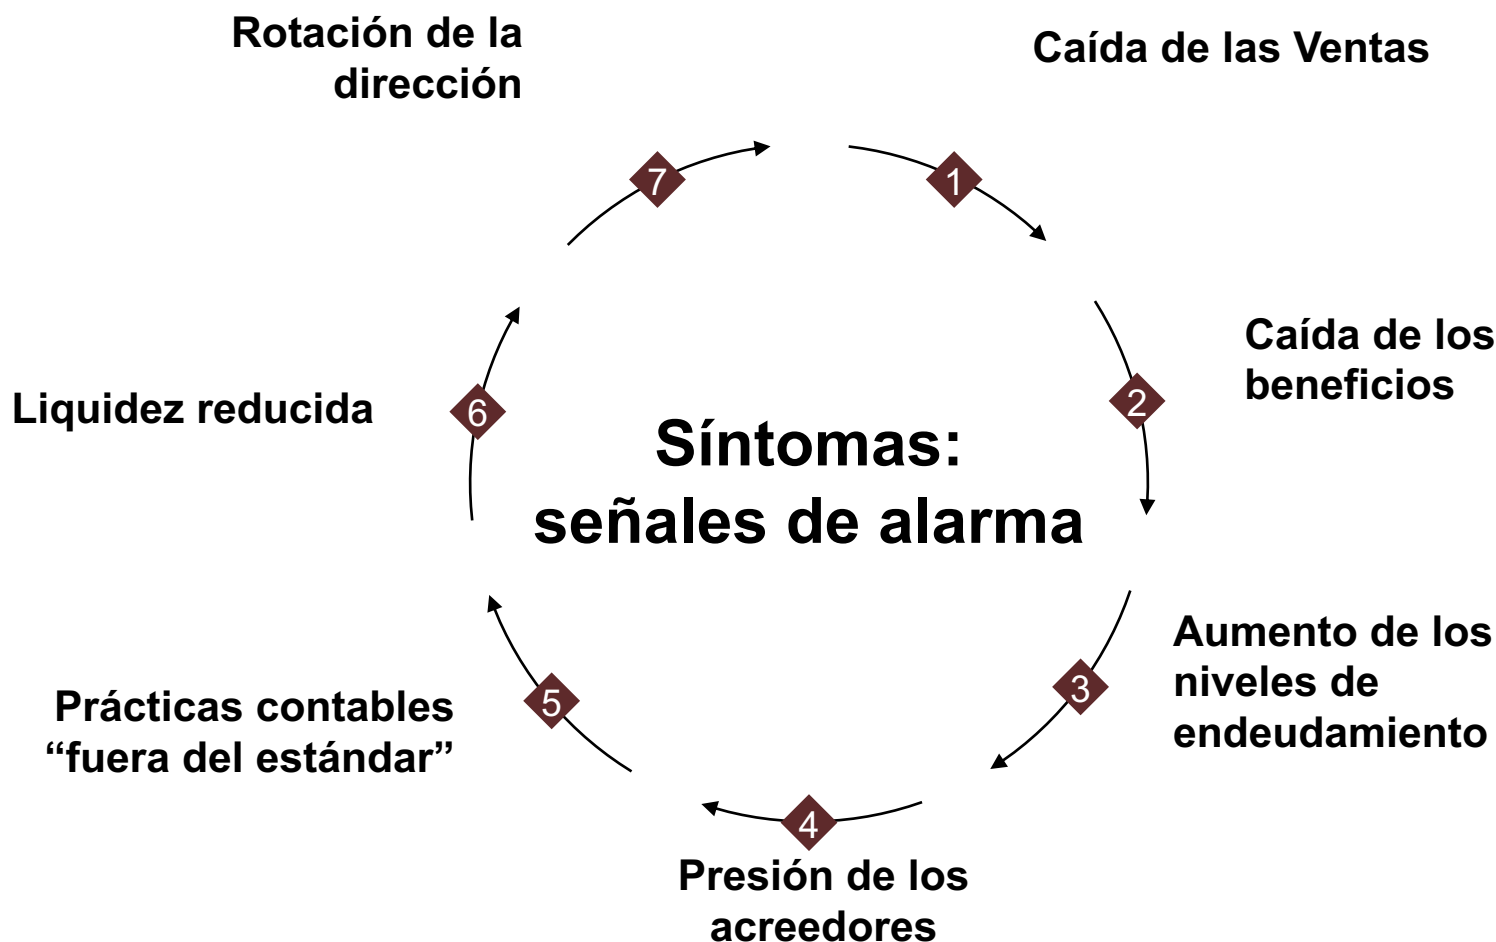 Rotación de la
dirección
Caída de las Ventas
7
1
Caída de los
beneficios
2
Liquidez reducida
6
Síntomas:
señales de alarma
Aumento de los
niveles de
endeudamiento
3
Prácticas contables
“fuera del estándar”
5
4
Presión de los
acreedores